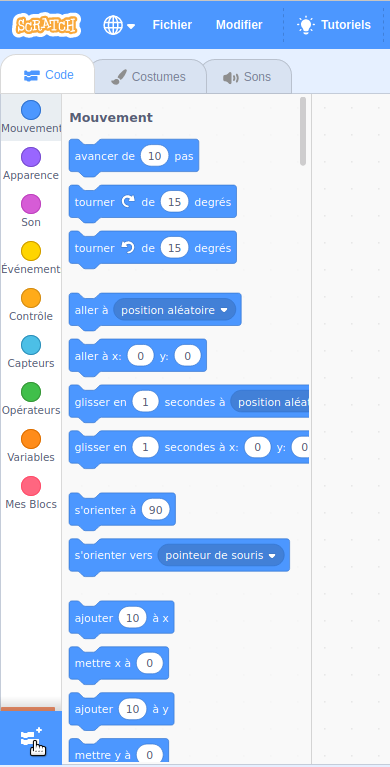 SCRATCH
Fichier
Modifier
Tutoriels
Code
Costumes
Sons
Mouvement
Apparence
Son
Événement
Contrôle
Capteurs
Opérateurs
Variables
Mes Blocs
Mouvement
avancer de 10 pas
tourner de 15 degrés
tourner de 15 degrés
aller à position aléatoire
aller à x: 0 y: 0
glisser en 1 secondes à position aléat
glisser en 1 secondes à x: 0 y: 0
s'orienter à 90
s'orienter vers pointeur de souris
ajouter 10 à x
mettre x à 0
ajouter 10 à y
mettre y à 0